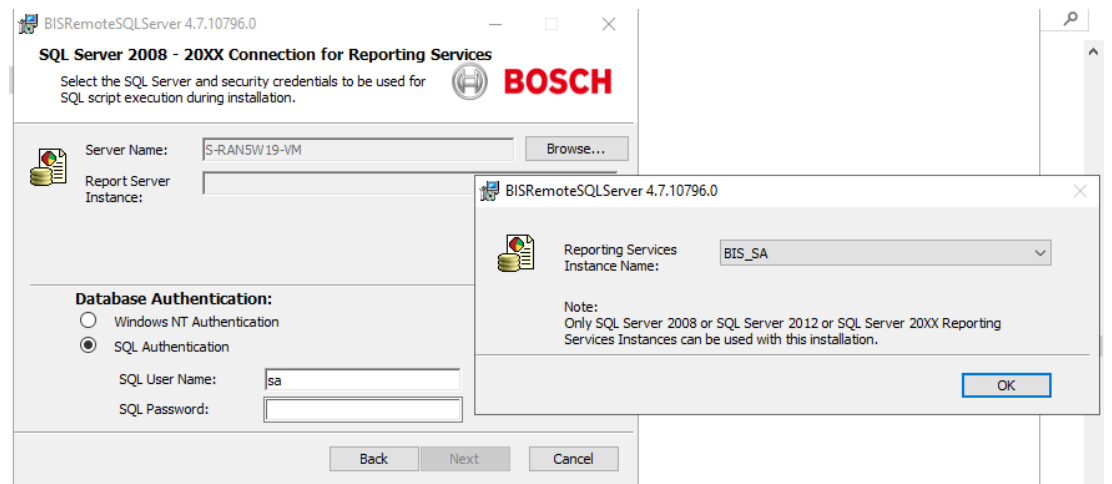 BISRemoteSQLServer 4.7.10796.0
SQL Server 2008 - 20XX Connection for Reporting Services
Select the SQL Server and security credentials to be used for
SQL script execution during installation.
BOSCH
Server Name:
S-RAN5W19-VM
Browse...
Report Server
Instance:
Database Authentication:
Windows NT Authentication
SQL Authentication
SQL User Name:
sa
SQL Password:
Back
Next
Cancel
BISRemoteSQLServer 4.7.10796.0
Reporting Services
Instance Name:
BIS_SA
Note:
Only SQL Server 2008 or SQL Server 2012 or SQL Server 20XX Reporting
Services Instances can be used with this installation.
OK